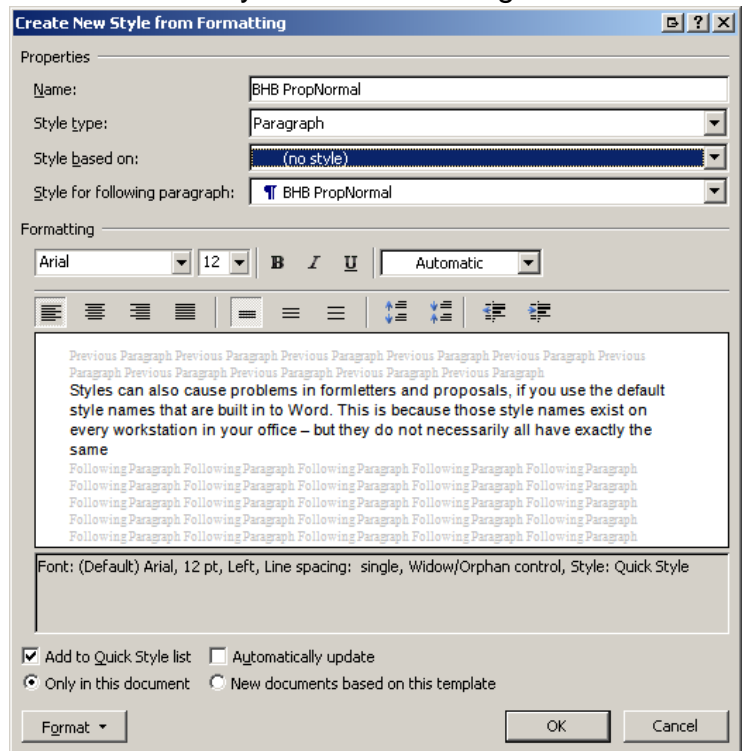 Create New Style from Formatting
Properties
Name: BHB PropNormal
Style type: Paragraph
Style based on: (no style)
Style for following paragraph: ¶ BHB PropNormal
Formatting
Arial 12 B I U Automatic
Previous Paragraph Previous Paragraph Previous Paragraph Previous Paragraph Previous Paragraph Previous
Paragraph Previous Paragraph Previous Paragraph Previous Paragraph Previous Paragraph
Styles can also cause problems in formletters and proposals, if you use the default
style names that are built in to Word. This is because those style names exist on
every workstation in your office – but they do not necessarily all have exactly the
same
Following Paragraph Following Paragraph Following Paragraph Following Paragraph Following Paragraph
Following Paragraph Following Paragraph Following Paragraph Following Paragraph Following Paragraph
Following Paragraph Following Paragraph Following Paragraph Following Paragraph Following Paragraph
Following Paragraph Following Paragraph Following Paragraph Following Paragraph Following Paragraph
Following Paragraph Following Paragraph Following Paragraph Following Paragraph Following Paragraph
Font: (Default) Arial, 12 pt, Left, Line spacing: single, Widow/Orphan control, Style: Quick Style
Add to Quick Style list Automatically update
Only in this document New documents based on this template
Format OK Cancel